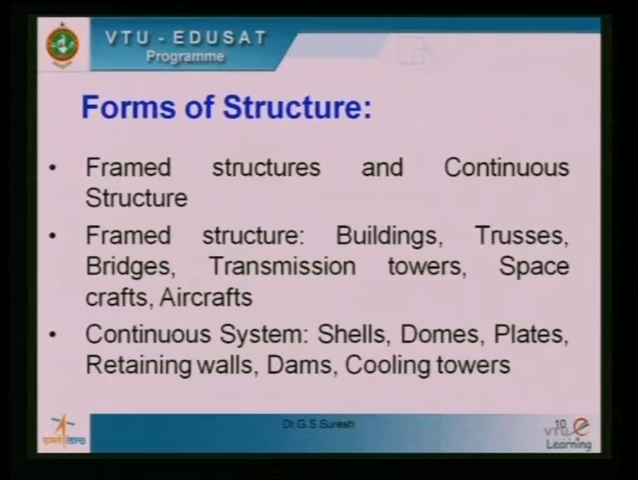 VTU - EDUSAT
Programme
Forms of Structure:
• Framed structures and Continuous
Structure
• Framed structure: Buildings, Trusses,
Bridges, Transmission towers, Space
crafts, Aircrafts
• Continuous System: Shells, Domes, Plates,
Retaining walls, Dams, Cooling towers
Dr.G.S.Suresh
10
VTU e
Learning